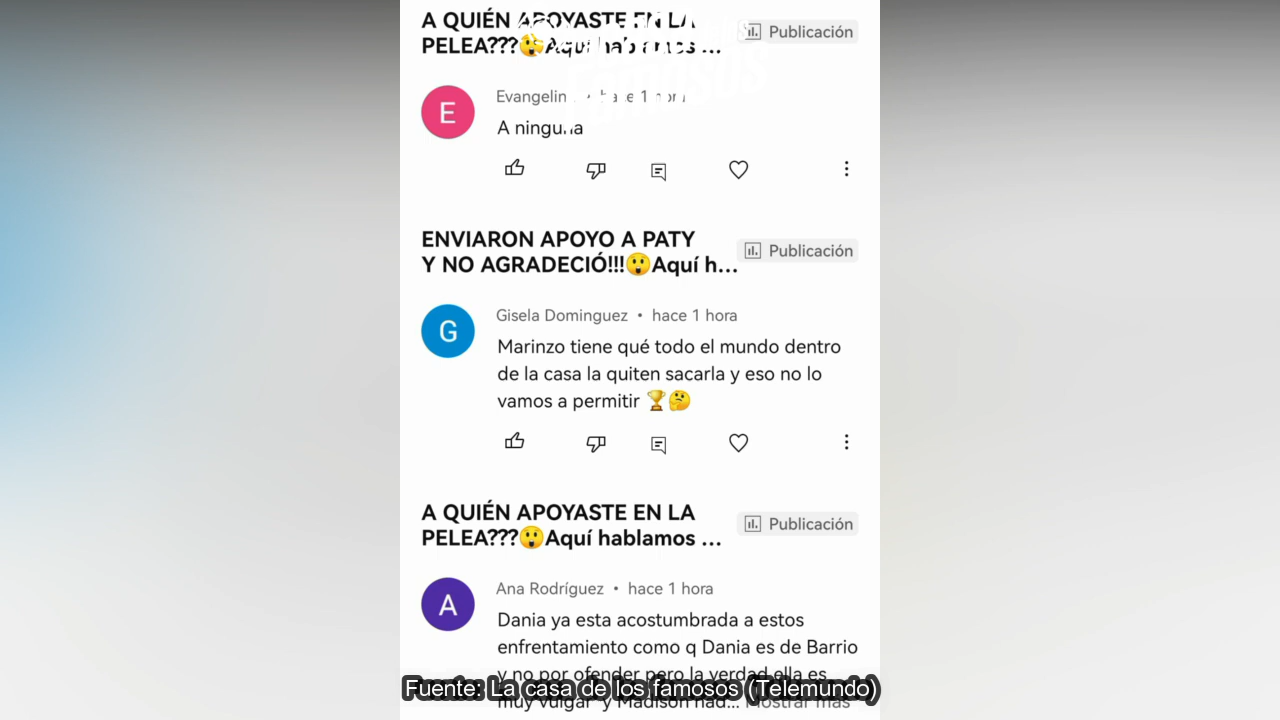 A QUIÉN APOYASTE EN LA
PELEA???😲Aquí hablamos ...
Publicación
E
Evangelin • hace 1 hora
A ninguna
ENVIARON APOYO A PATY
Y NO AGRADECIÓ!!!😲Aquí h...
Publicación
G
Gisela Dominguez • hace 1 hora
Marinzo tiene qué todo el mundo dentro
de la casa la quiten sacarla y eso no lo
vamos a permitir 🏆🤔
A QUIÉN APOYASTE EN LA
PELEA???😲Aquí hablamos ...
Publicación
A
Ana Rodríguez • hace 1 hora
Dania ya esta acostumbrada a estos
enfrentamiento como q Dania es de Barrio
y no por ofender pero la verdad ella es
muy vulgar y Madison nad... Mostrar más
Fuente: La casa de los famosos (Telemundo)